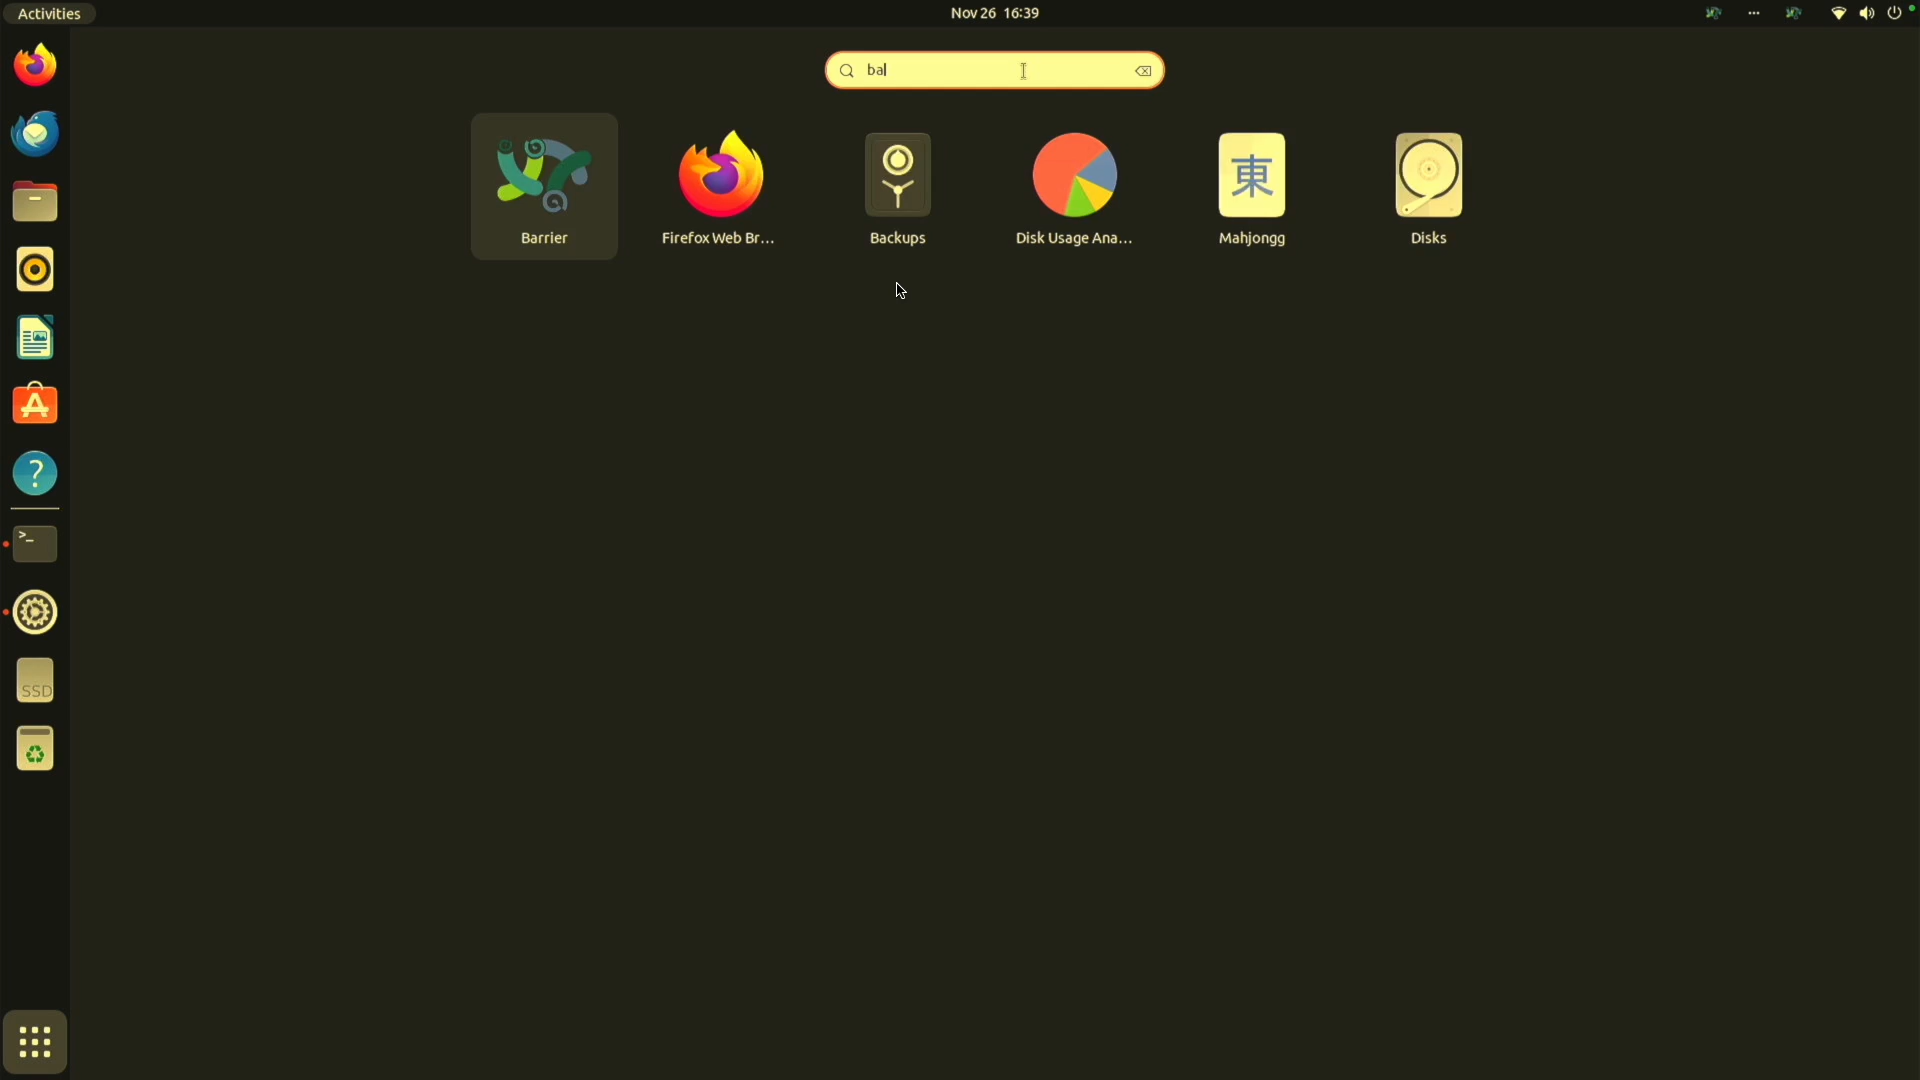 Activities
Nov 26 16:39
bal
Barrier
Firefox Web Br...
Backups
Disk Usage Ana...
東
Mahjongg
Disks
?
>_
SSD